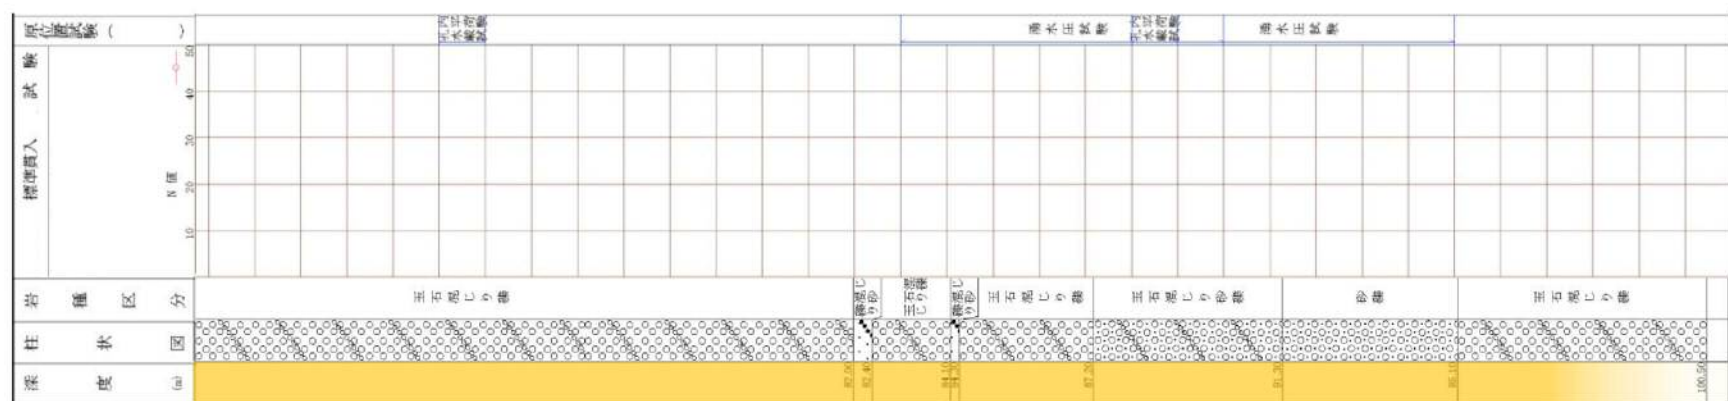 原位置試験 ( )
孔内水平載荷試験
湧水圧試験
孔内水平載荷試験
湧水圧試験
標準貫入試験
N値
50
40
30
20
10
岩種区分
玉石混じり礫
礫混じり砂
玉石混じり礫
礫混じり砂
玉石混じり礫
玉石混じり砂礫
砂礫
玉石混じり礫
柱状図
深度
(m)
82.00
82.40
84.10
84.30
87.20
91.30
95.10
100.50